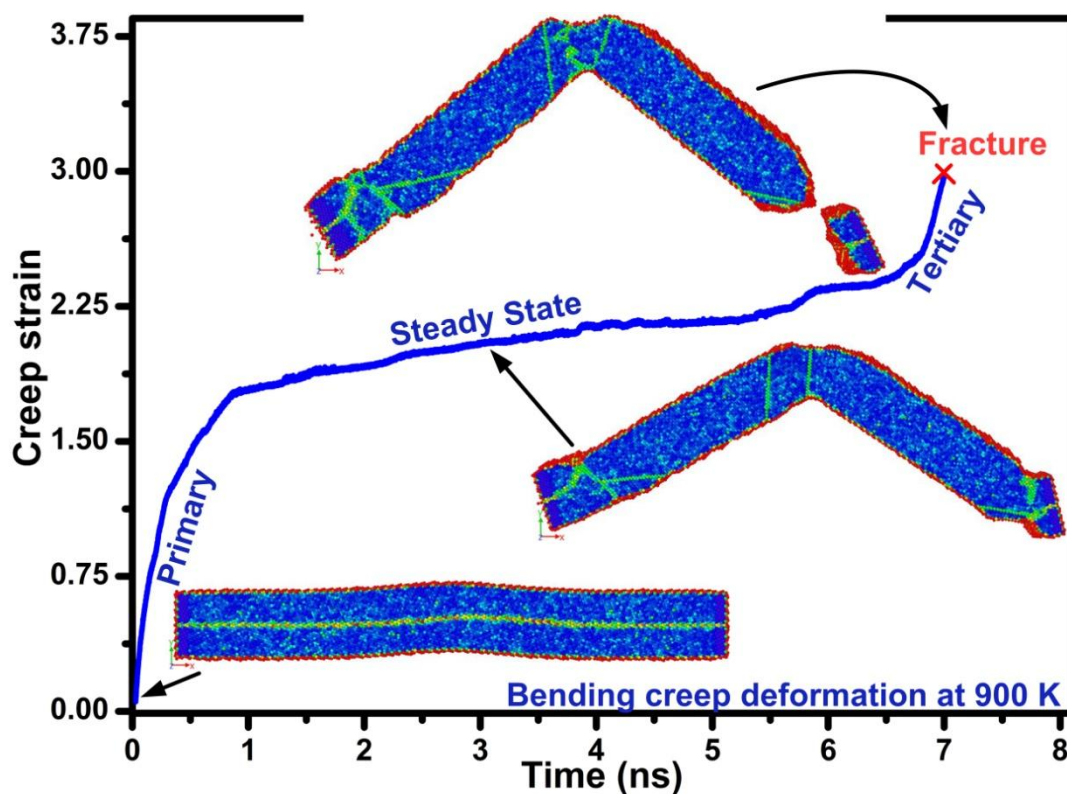 3.75
3.00
2.25
1.50
0.75
0.00
Creep strain
Fracture
Tertiary
Steady State
Primary
Y
Z
X
Y
Z
X
Y
Z
X
Bending creep deformation at 900 K
0 1 2 3 4 5 6 7 8
Time (ns)